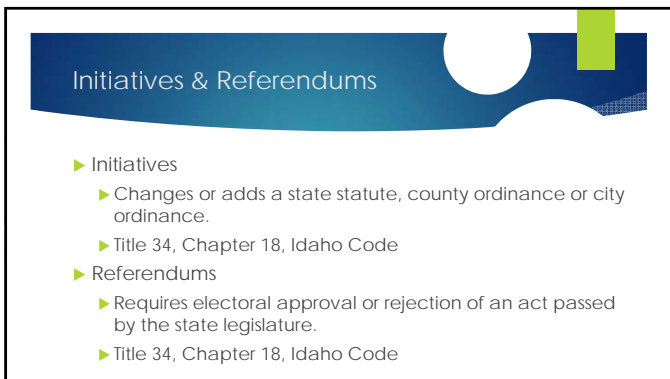 Initiatives & Referendums
Initiatives
Changes or adds a state statute, county ordinance or city
ordinance.
Title 34, Chapter 18, Idaho Code
Referendums
Requires electoral approval or rejection of an act passed
by the state legislature.
Title 34, Chapter 18, Idaho Code